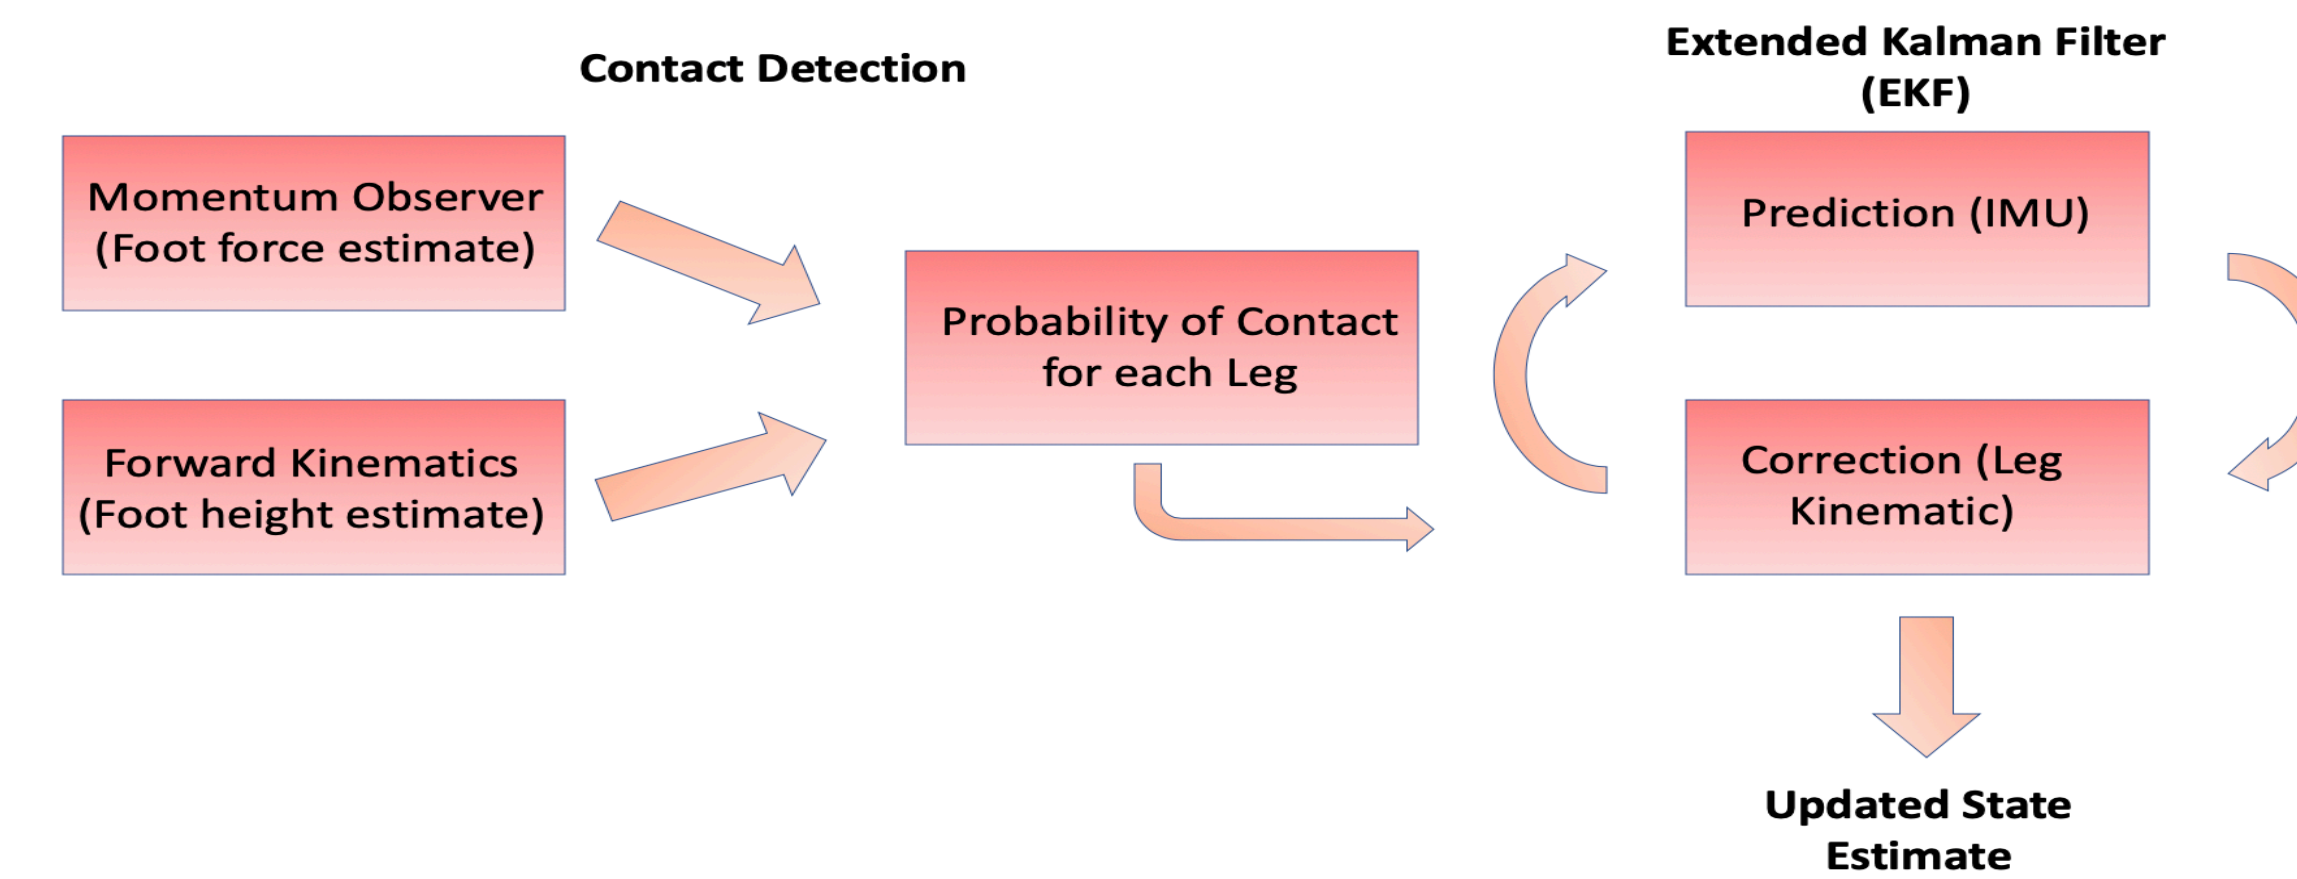 Contact Detection
Momentum Observer
(Foot force estimate)
Forward Kinematics
(Foot height estimate)
Probability of Contact
for each Leg
Extended Kalman Filter
(EKF)
Prediction (IMU)
Correction (Leg
Kinematic)
Updated State
Estimate